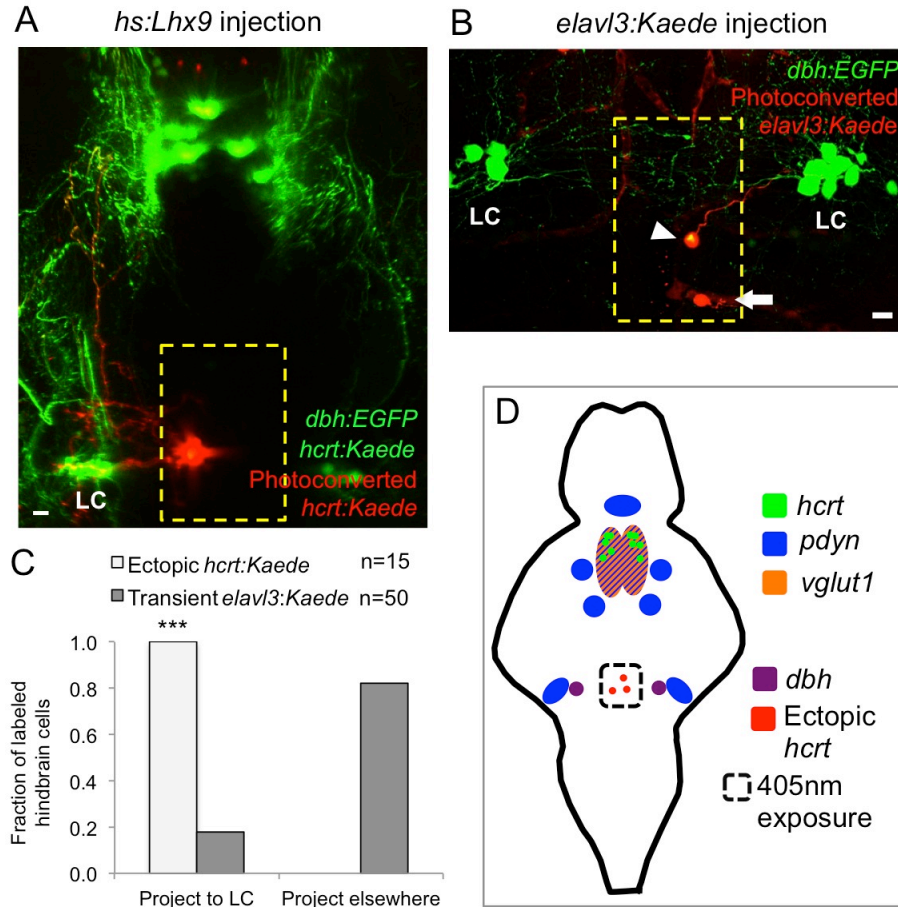 A
hs:Lhx9 injection
dbh:EGFP
hcrt:Kaede
Photoconverted
hcrt:Kaede
LC
B
elavl3:Kaede injection
dbh:EGFP
Photoconverted
elavl3:Kaede
LC
LC
C
Ectopic hcrt:Kaede n=15
Transient elavl3:Kaede n=50
***
Fraction of labeled
hindbrain cells
1.0
0.8
0.6
0.4
0.2
0.0
Project to LC
Project elsewhere
D
hcrt
pdyn
vglut1
dbh
Ectopic
hcrt
405nm
exposure